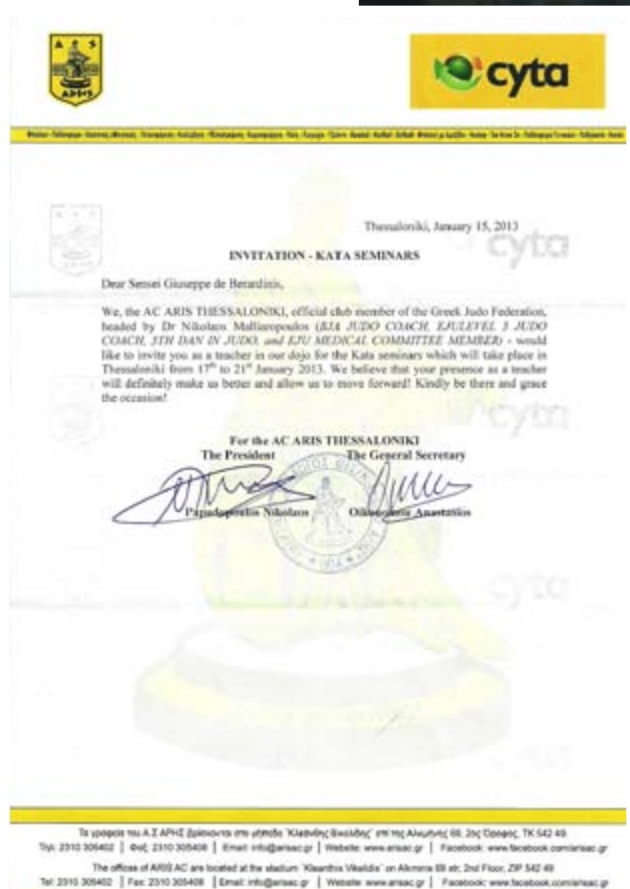 Α Σ
ΑΡΗΣ
cyta
Thessaloniki, January 15, 2013
cyta
INVITATION - KATA SEMINARS
Dear Sensei Giuseppe de Berardinis,
We, the AC ARIS THESSALONIKI, official club member of the Greek Judo Federation,
headed by Dr Nikolaos Malliaropoulos (BJA JUDO COACH, EJULEVEL 3 JUDO
COACH, 5TH DAN IN JUDO, and EJU MEDICAL COMMITTEE MEMBER) - would
like to invite you as a teacher in our dojo for the Kata seminars which will take place in
Thessaloniki from 17th to 21st January 2013. We believe that your presence as a teacher
will definitely make us better and allow us to move forward! Kindly be there and grace
the occasion!
cyta
For the AC ARIS THESSALONIKI
The President The General Secretary
Papadopoulos Nikolaos Anastasios
cyta
Τα γραφεία του Α.Σ ΑΡΗΣ βρίσκονται στο γήπεδο "Κλεάνθης Βικελίδης" επί της Αλκμήνης 69, 2ος Όροφος, ΤΚ 542 49.
Τηλ: 2310 305402 | Φαξ: 2310 305408 | Email: info@arisac.gr | Website: www.arisac.gr | Facebook: www.facebook.com/arisac.gr
The offices of ARIS AC are located at the stadium "Kleanthis Vikelidis" on Alkminis 69 str, 2nd Floor, ZIP 542 49
Tel: 2310 305402 | Fax: 2310 305408 | Email: info@arisac.gr | Website: www.arisac.gr | Facebook: www.facebook.com/arisac.gr